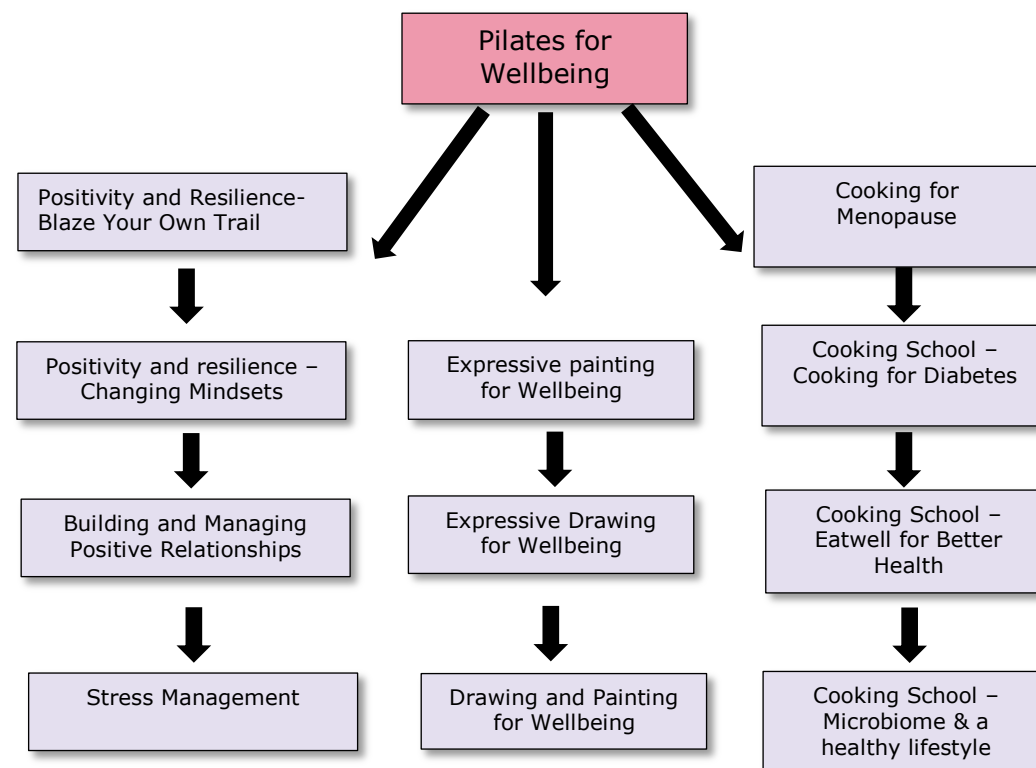 Pilates for
Wellbeing
Positivity and Resilience-
Blaze Your Own Trail
Cooking for
Menopause
Positivity and resilience –
Changing Mindsets
Expressive painting
for Wellbeing
Cooking School –
Cooking for Diabetes
Building and Managing
Positive Relationships
Expressive Drawing
for Wellbeing
Cooking School –
Eatwell for Better
Health
Stress Management
Drawing and Painting
for Wellbeing
Cooking School –
Microbiome & a
healthy lifestyle